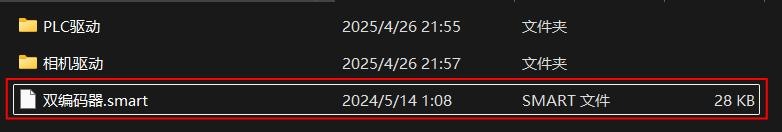 PLC驱动 2025/4/26 21:55 文件夹
相机驱动 2025/4/26 21:57 文件夹
双编码器.smart 2024/5/14 1:08 SMART 文件 28 KB